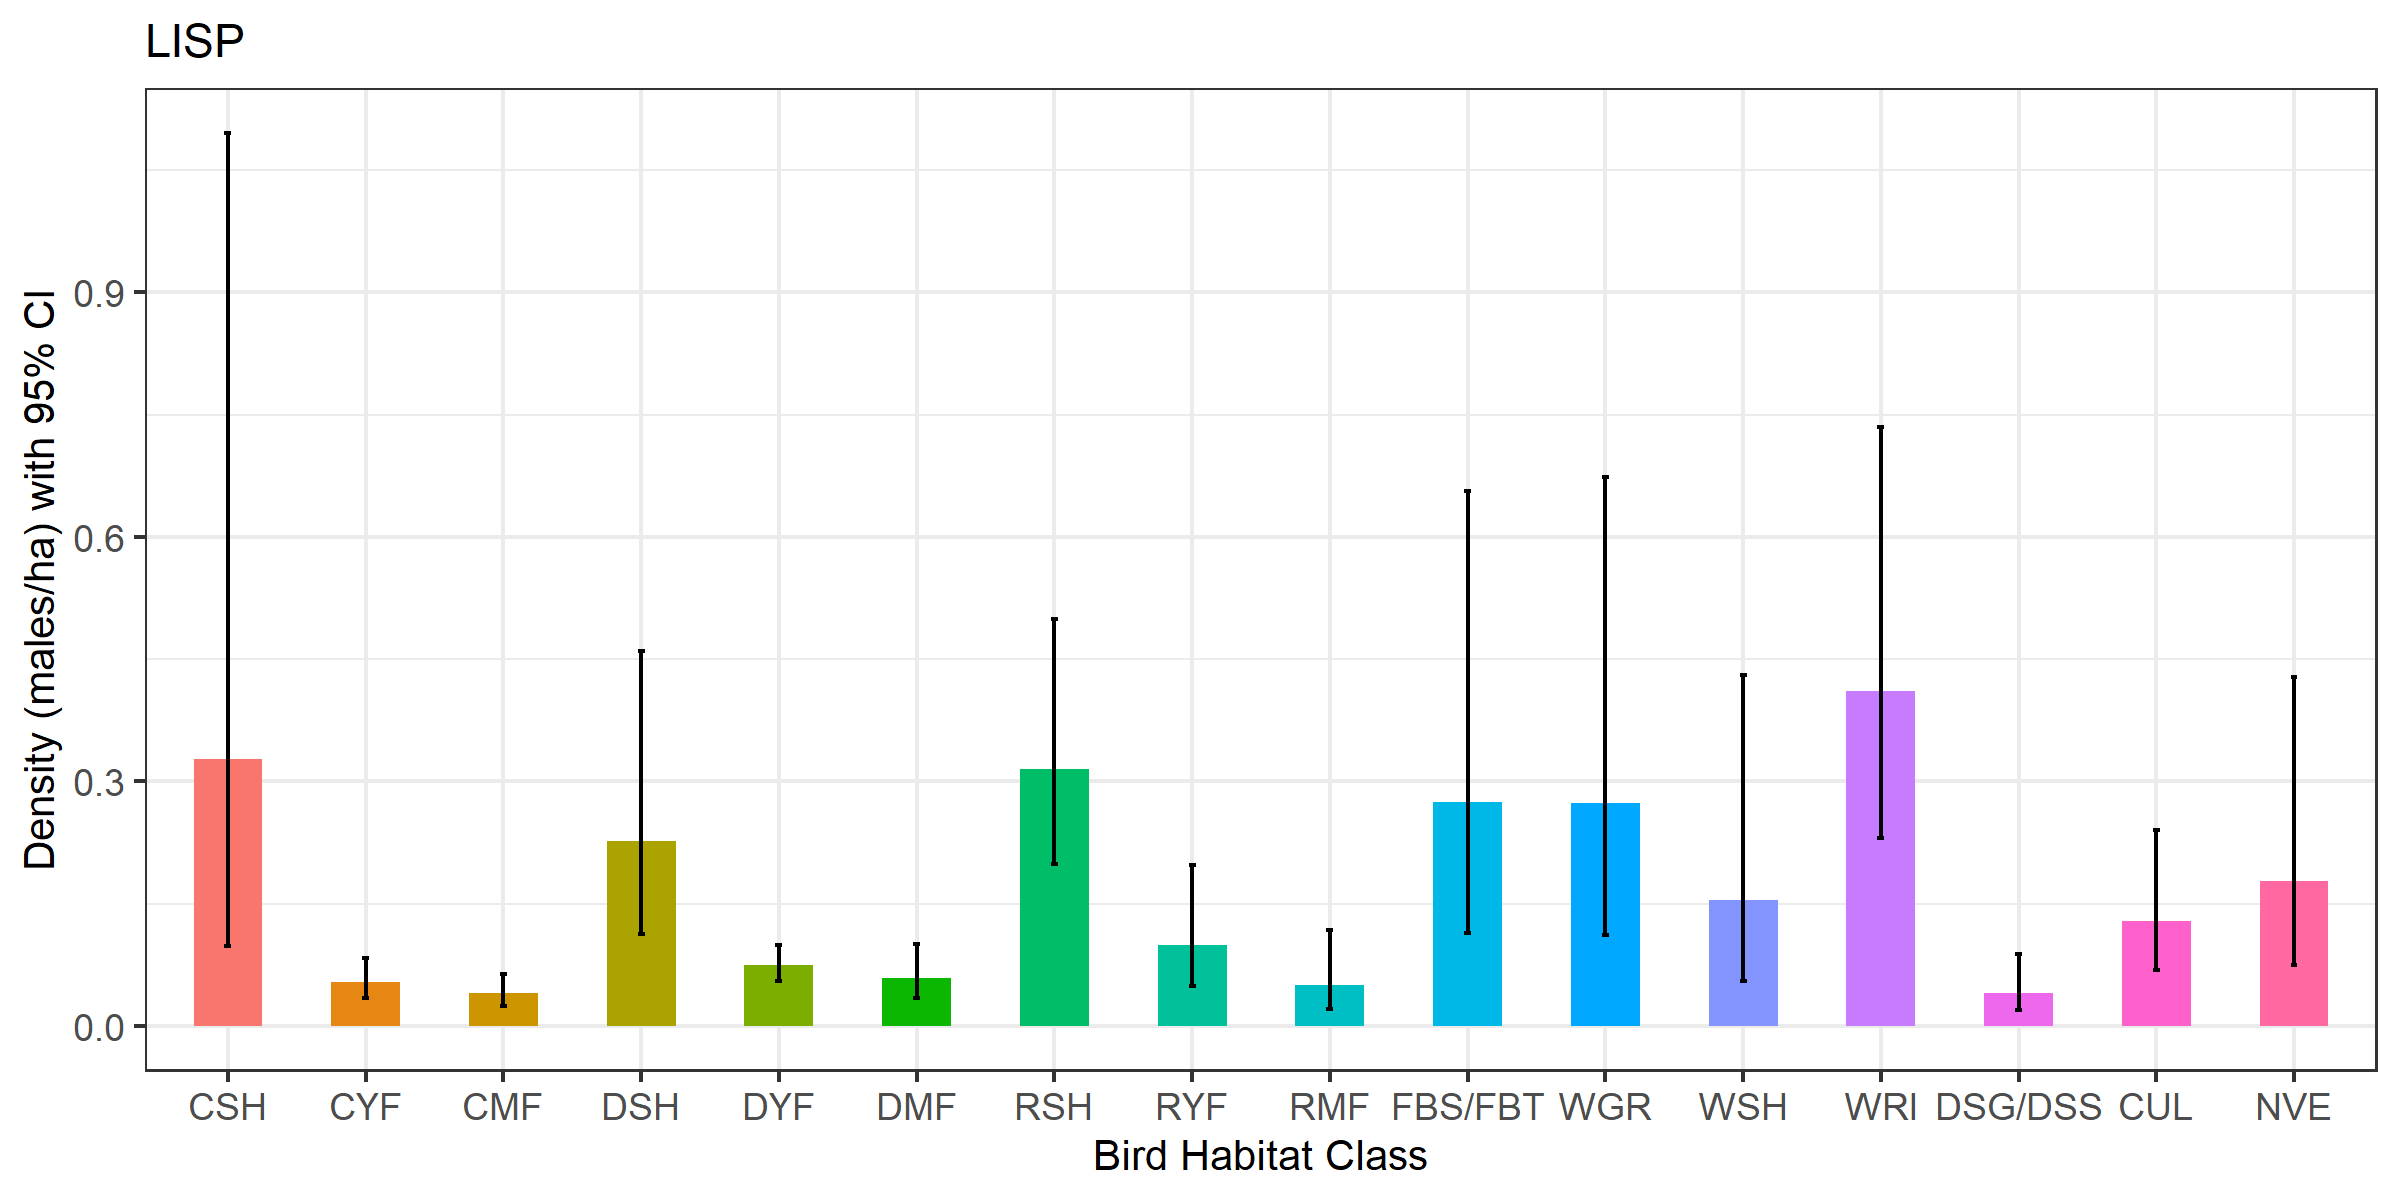 LISP
Density (males/ha) with 95% CI
0.9
0.6
0.3
0.0
CSH CYF CMF DSH DYF DMF RSH RYF RMF FBS/FBT WGR WSH WRI DSG/DSS CUL NVE
Bird Habitat Class